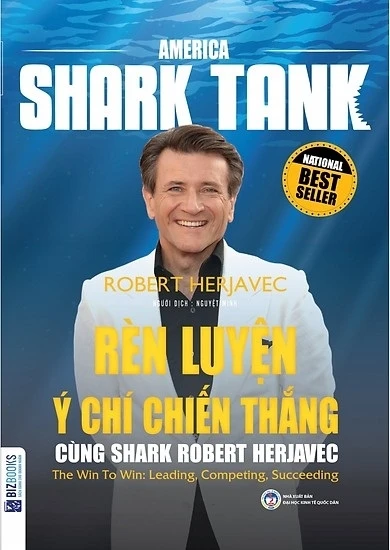 AMERICA
SHARK TANK
NATIONAL
BEST
SELLER
ROBERT HERJAVEC
NGƯỜI DỊCH : NGUYỆT MINH
RÈN LUYỆN
Ý CHÍ CHIẾN THẮNG
CÙNG SHARK ROBERT HERJAVEC
The Win To Win: Leading, Competing, Succeeding
BIZBOOKS
NHÀ XUẤT BẢN
ĐẠI HỌC KINH TẾ QUỐC DÂN